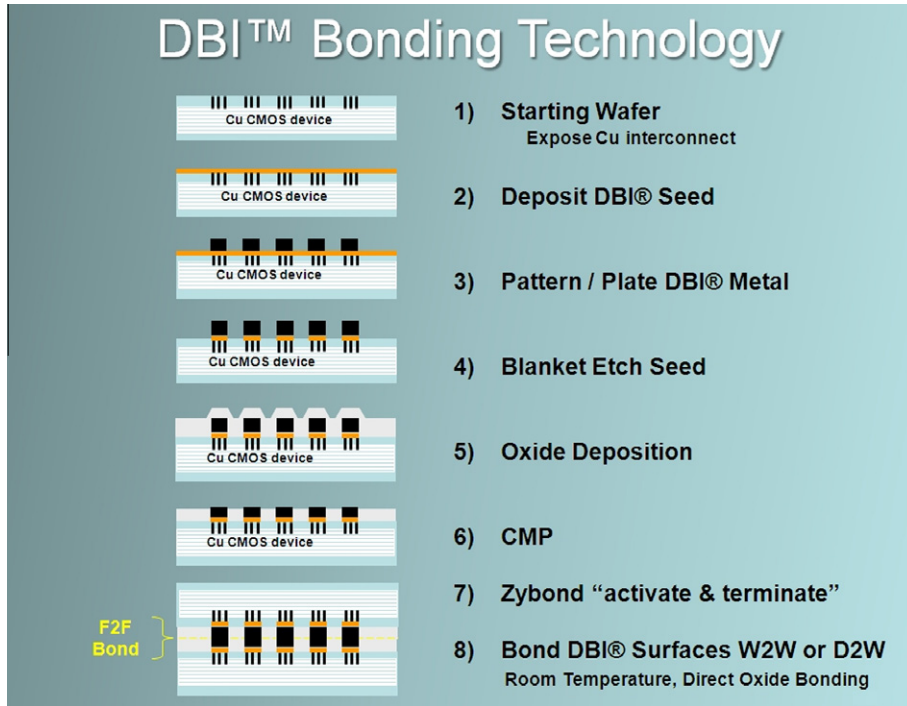 DBI™ Bonding Technology
Cu CMOS device
1) Starting Wafer
Expose Cu interconnect
Cu CMOS device
2) Deposit DBI® Seed
Cu CMOS device
3) Pattern / Plate DBI® Metal
Cu CMOS device
4) Blanket Etch Seed
Cu CMOS device
5) Oxide Deposition
Cu CMOS device
6) CMP
7) Zybond “activate & terminate”
F2F
Bond
8) Bond DBI® Surfaces W2W or D2W
Room Temperature, Direct Oxide Bonding